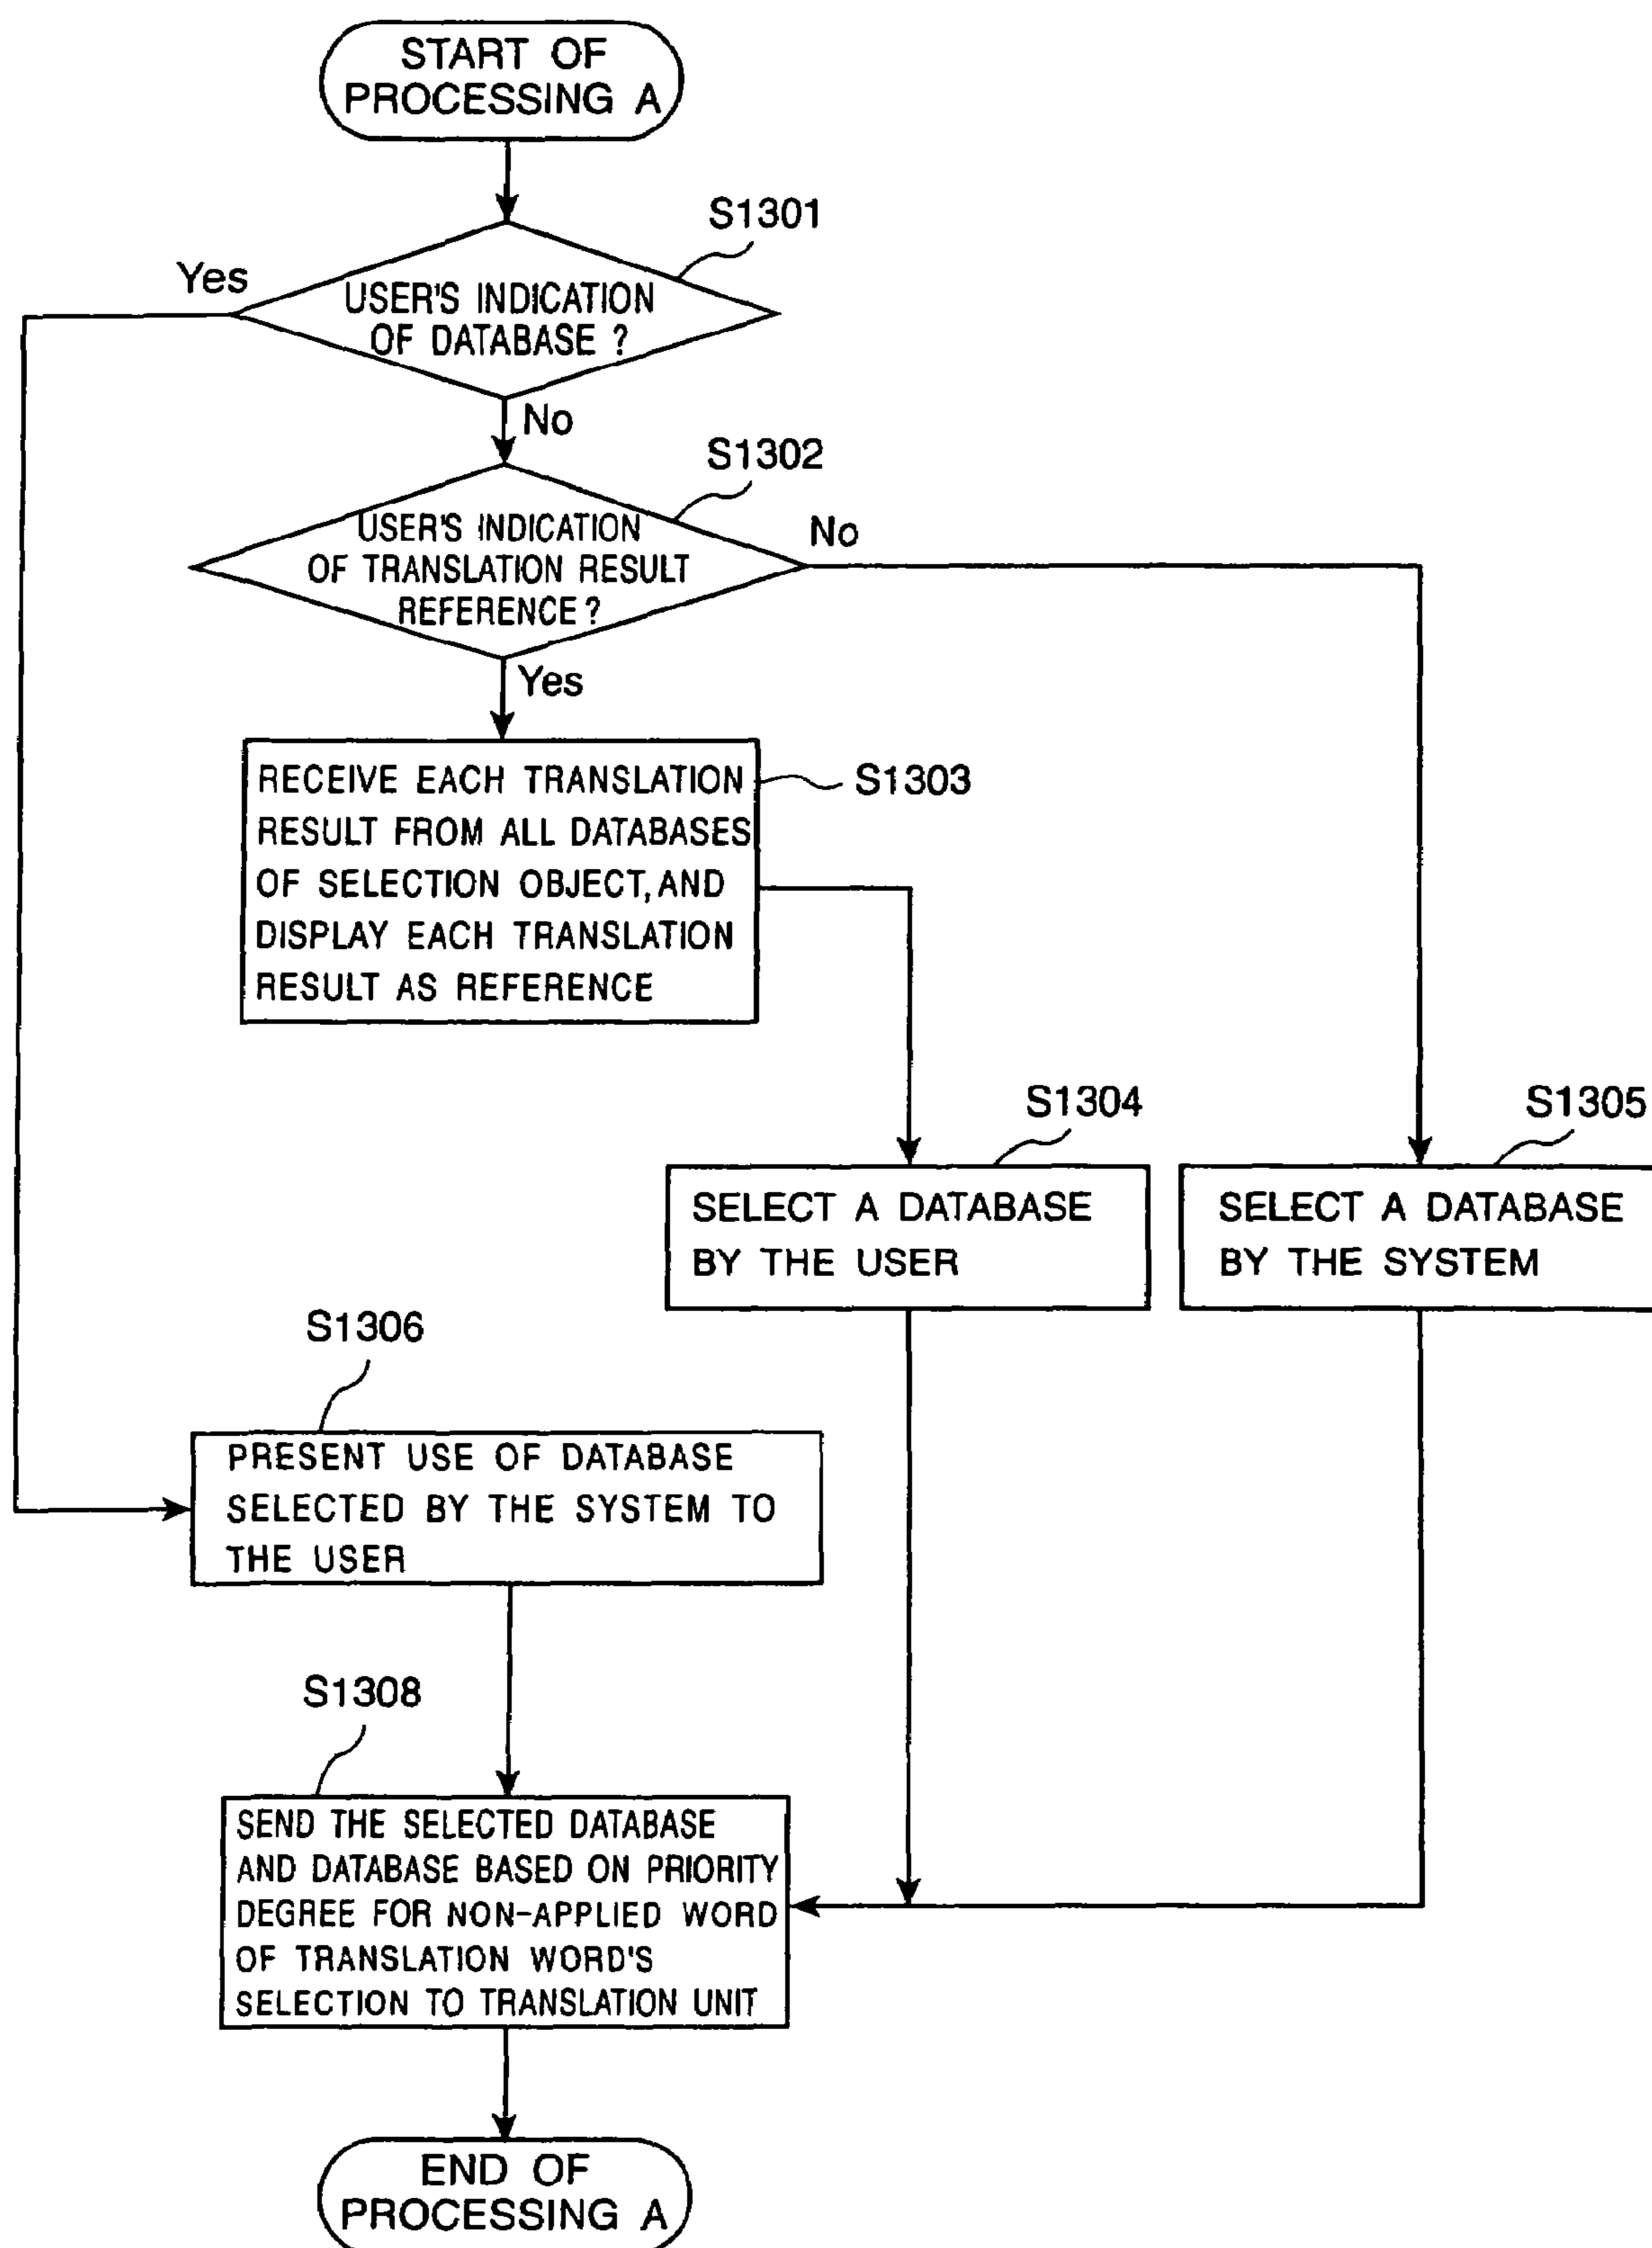 START OF
PROCESSING A
S1301
Yes
USER'S INDICATION
OF DATABASE ?
No
S1302
USER'S INDICATION
OF TRANSLATION RESULT
REFERENCE ?
No
Yes
RECEIVE EACH TRANSLATION
RESULT FROM ALL DATABASES
OF SELECTION OBJECT, AND
DISPLAY EACH TRANSLATION
RESULT AS REFERENCE
S1303
S1304
SELECT A DATABASE
BY THE USER
S1305
SELECT A DATABASE
BY THE SYSTEM
S1306
PRESENT USE OF DATABASE
SELECTED BY THE SYSTEM TO
THE USER
S1308
SEND THE SELECTED DATABASE
AND DATABASE BASED ON PRIORITY
DEGREE FOR NON-APPLIED WORD
OF TRANSLATION WORD'S
SELECTION TO TRANSLATION UNIT
END OF
PROCESSING A